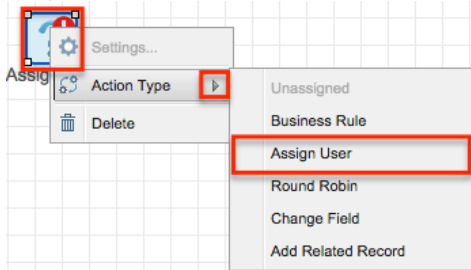 Settings...
Assig
Action Type
Delete
Unassigned
Business Rule
Assign User
Round Robin
Change Field
Add Related Record